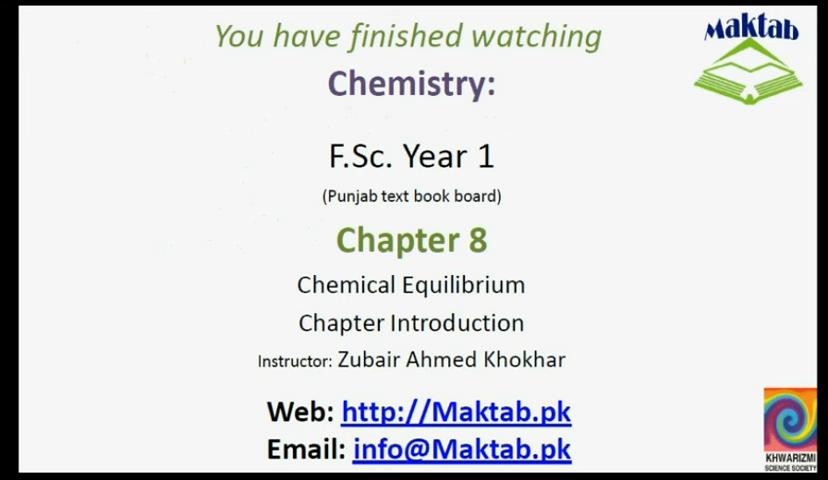 You have finished watching
Maktab
Chemistry:
F.Sc. Year 1
(Punjab text book board)
Chapter 8
Chemical Equilibrium
Chapter Introduction
Instructor: Zubair Ahmed Khokhar
Web: http://Maktab.pk
Email: info@Maktab.pk
KHWARIZMI
SCIENCE SOCIETY